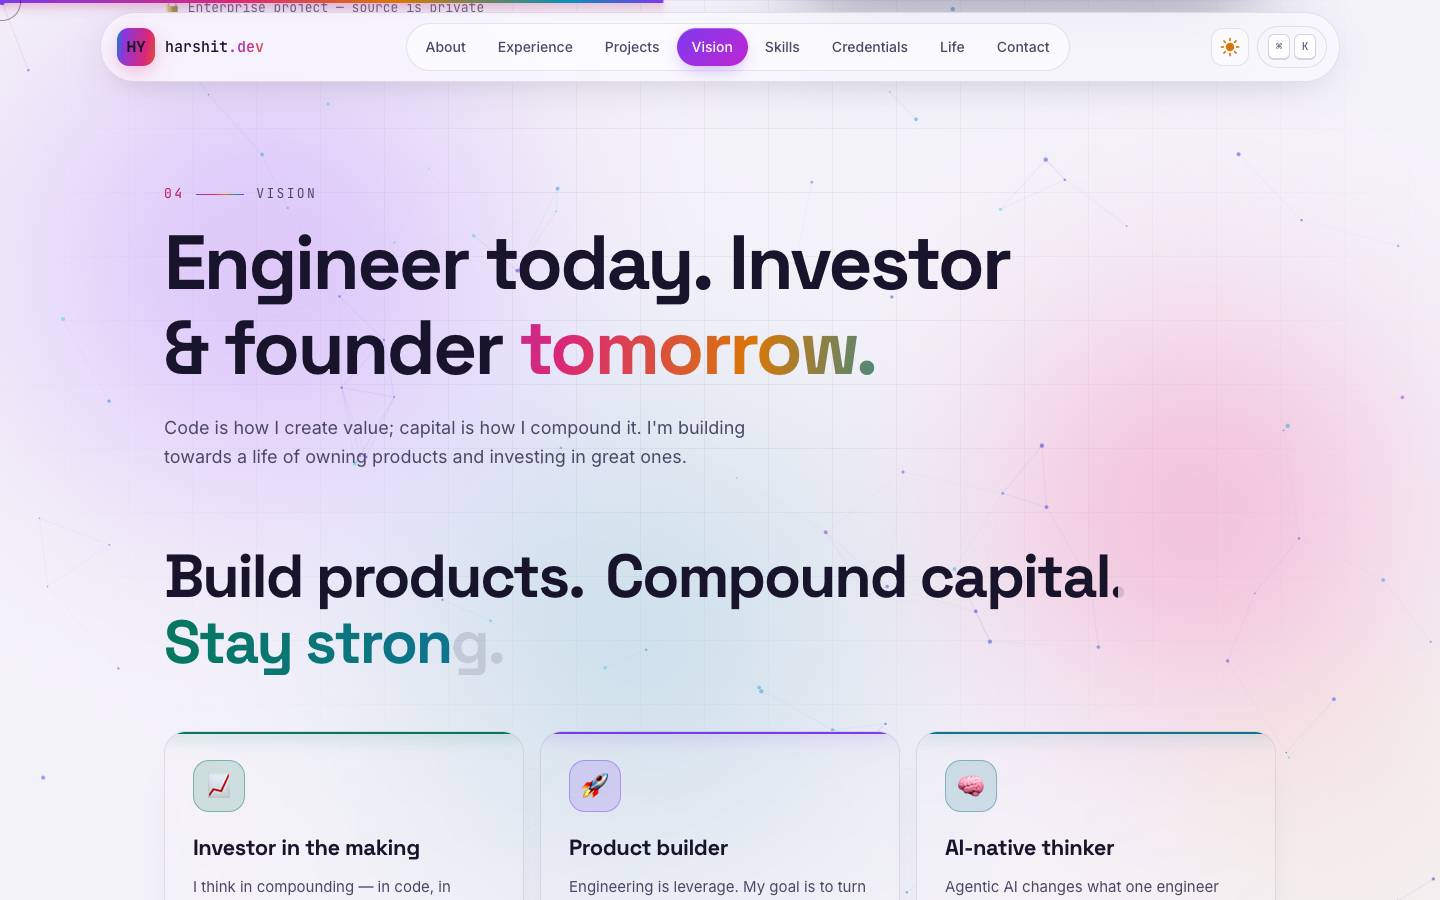 Enterprise project — source is private
HY harshit.dev
About Experience Projects Vision Skills Credentials Life Contact
⌘ K
04 VISION
Engineer today. Investor
& founder tomorrow.
Code is how I create value; capital is how I compound it. I'm building
towards a life of owning products and investing in great ones.
Build products. Compound capital.
Stay strong.
Investor in the making
I think in compounding — in code, in
Product builder
Engineering is leverage. My goal is to turn
AI-native thinker
Agentic AI changes what one engineer